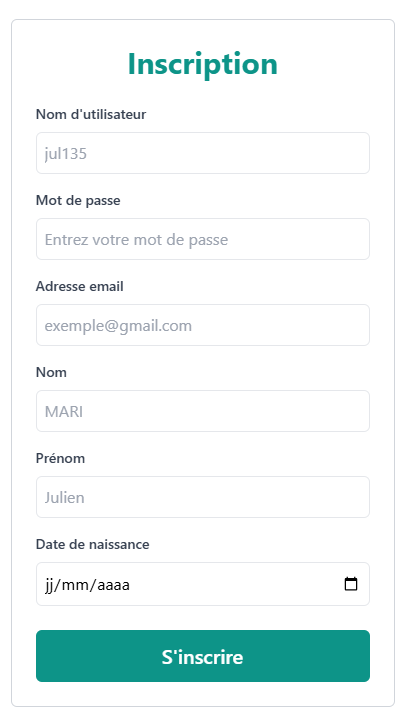 Inscription
Nom d'utilisateur
jul135
Mot de passe
Entrez votre mot de passe
Adresse email
exemple@gmail.com
Nom
MARI
Prénom
Julien
Date de naissance
jj/mm/aaaa
S'inscrire